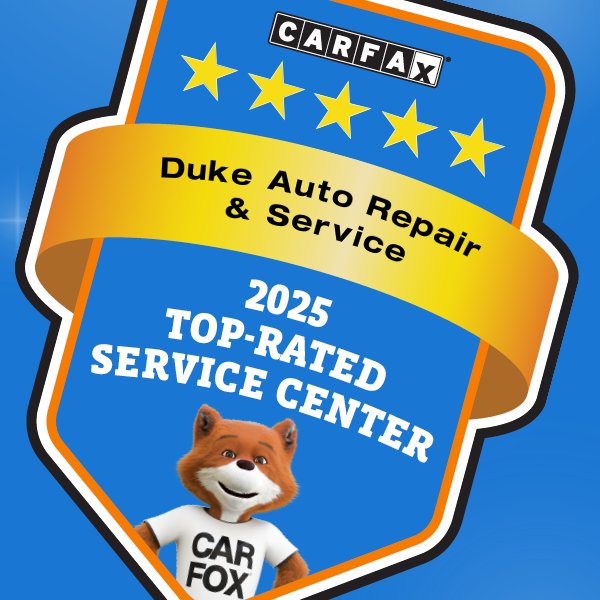 CARFAX
Duke Auto Repair
& Service
2025
TOP-RATED
SERVICE CENTER
CAR
FOX